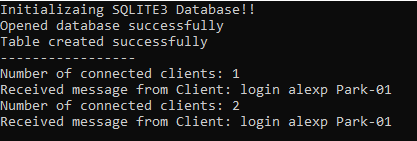 Initializaing SQLITE3 Database!!
Opened database successfully
Table created successfully
-----------------
Number of connected clients: 1
Received message from Client: login alexp Park-01
Number of connected clients: 2
Received message from Client: login alexp Park-01